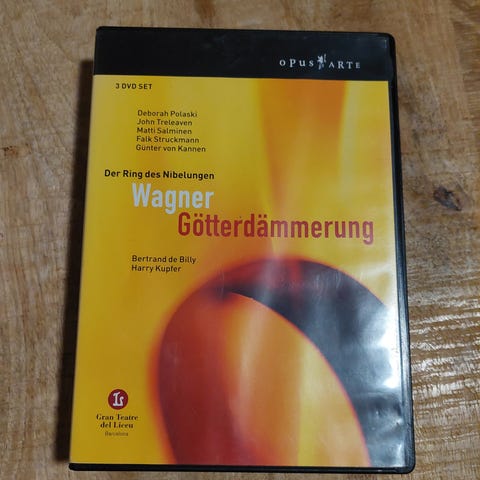 OPUS ARTE
3 DVD SET
Deborah Polaski
John Treleaven
Matti Salminen
Falk Struckmann
Günter von Kannen
Der Ring des Nibelungen
Wagner
Götterdämmerung
Bertrand de Billy
Harry Kupfer
Gran Teatre
del Liceu
Barcelona